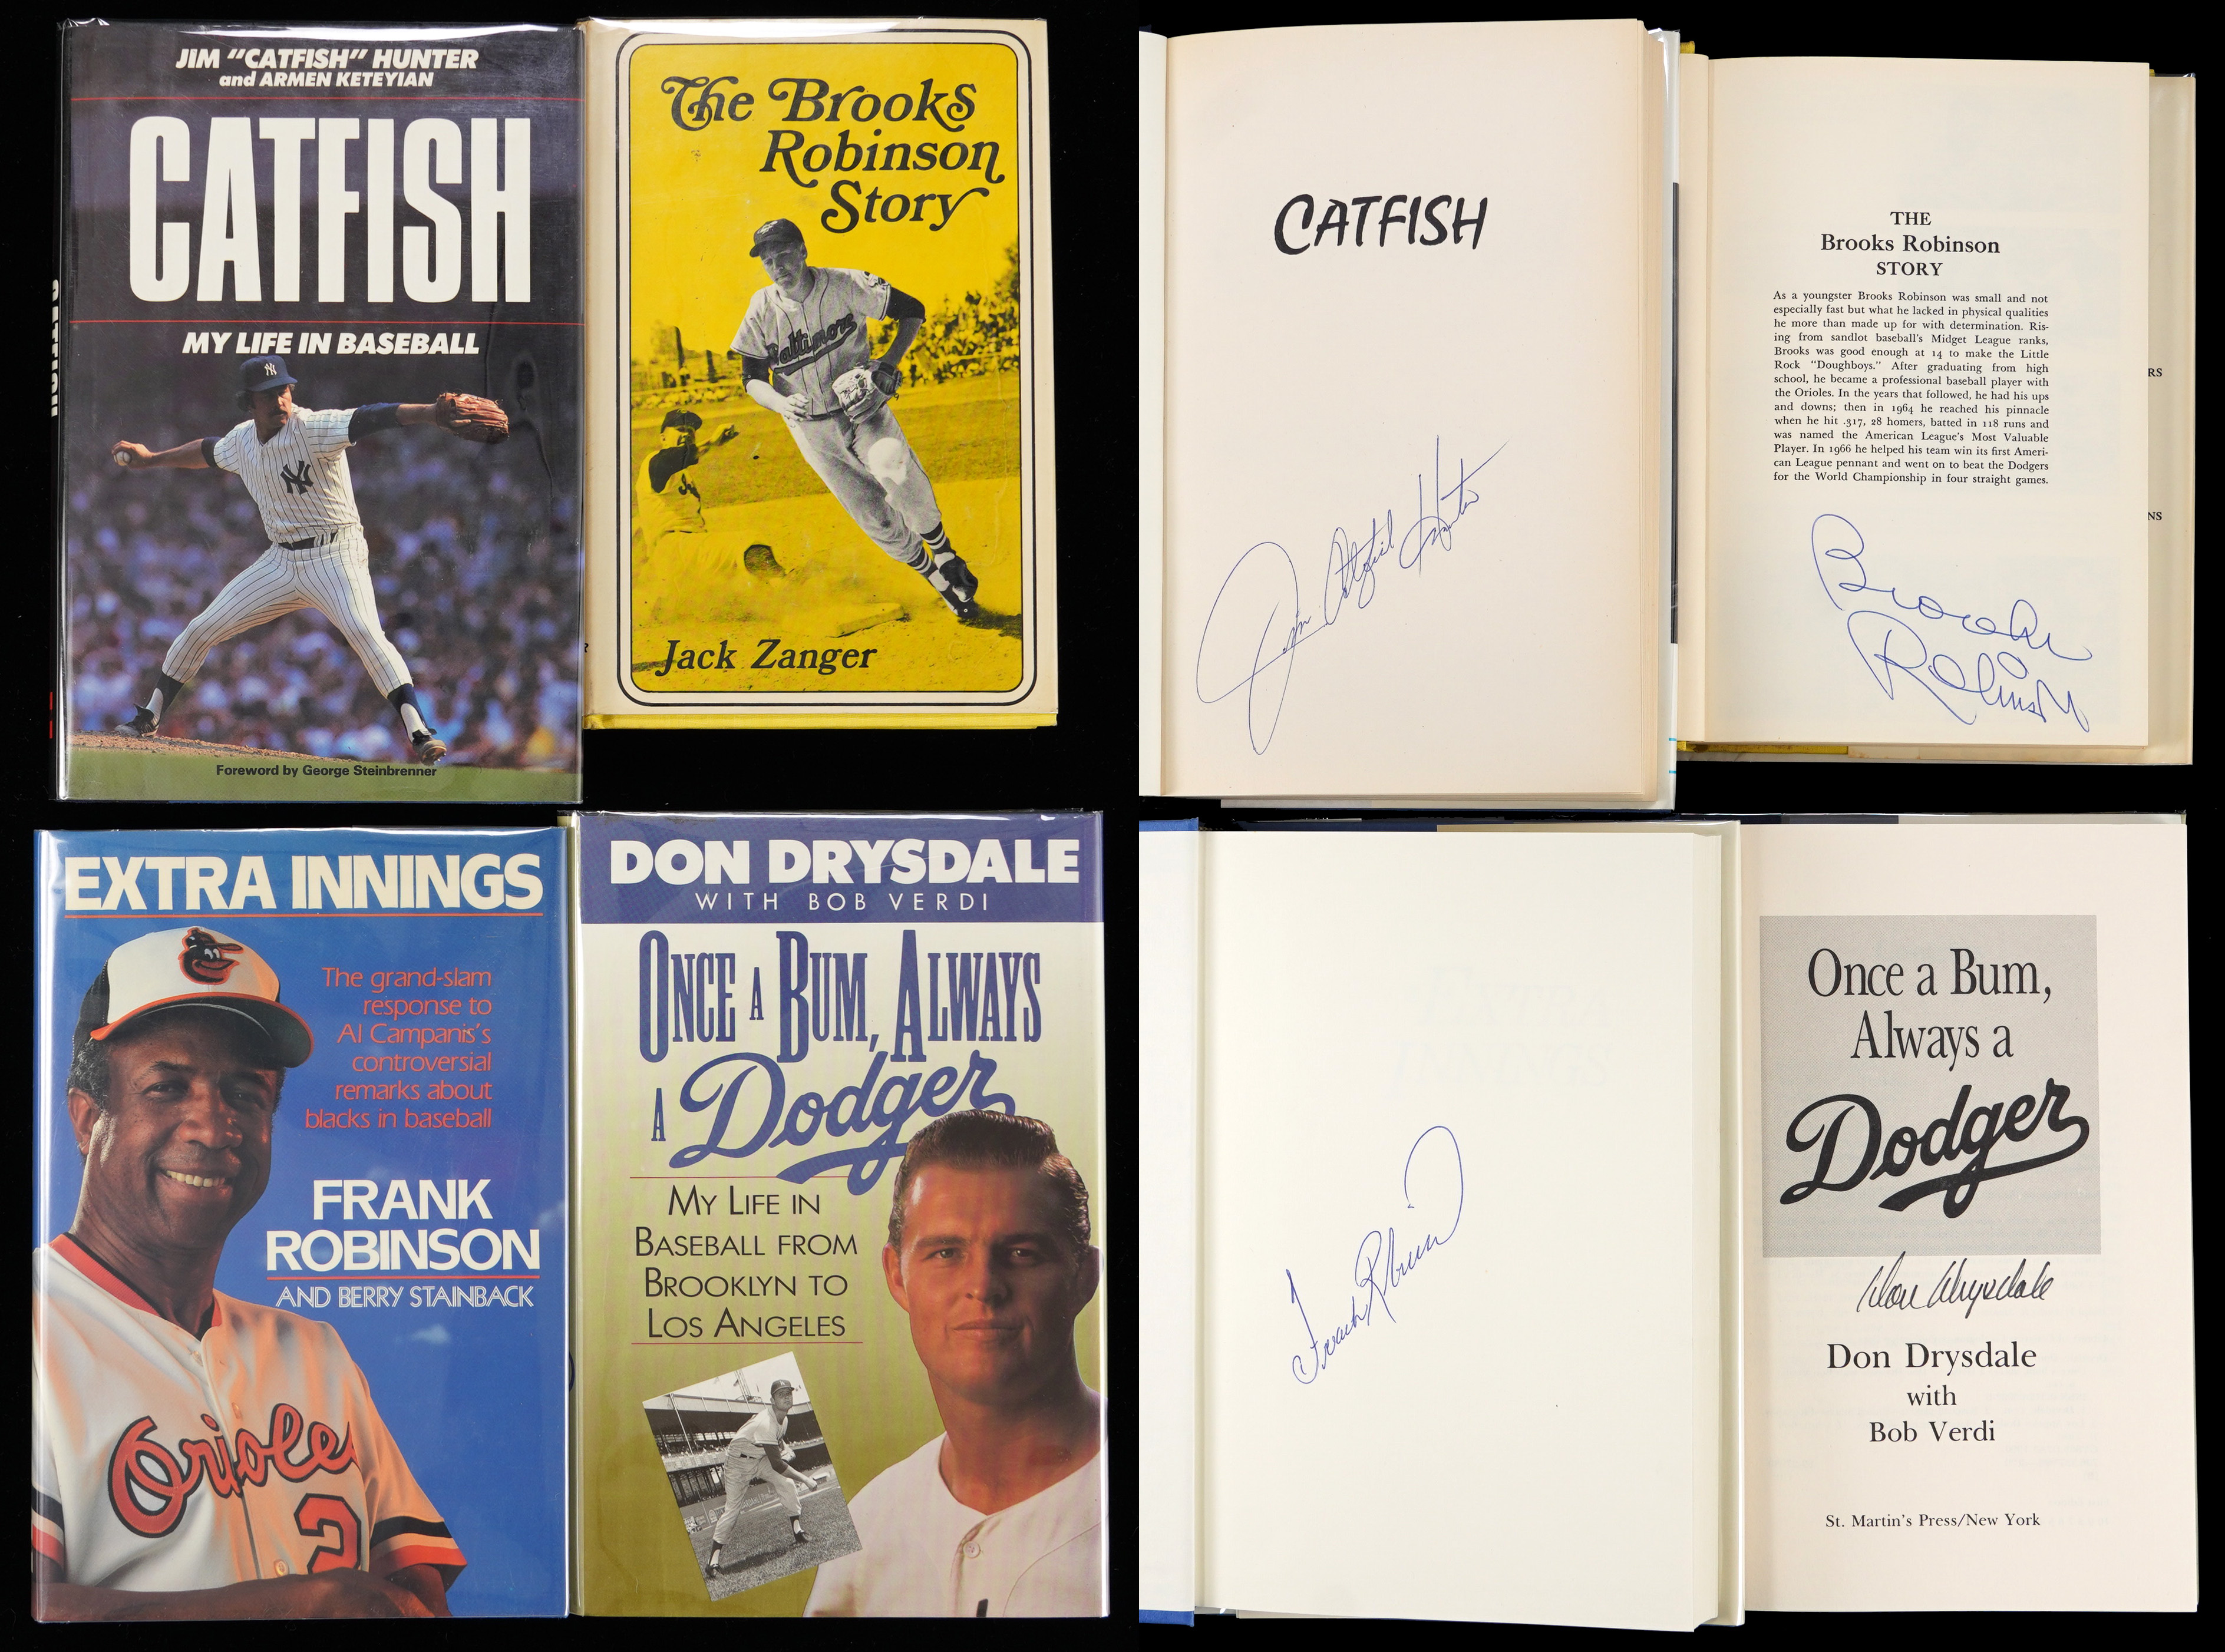 JIM "CATFISH" HUNTER
and ARMEN KETEYIAN
CATFISH
MY LIFE IN BASEBALL
NY
NY
Foreword by George Steinbrenner
The Brooks
Robinson
Story
Baltimore
Jack Zanger
CATFISH
Jim Catfish Hunter
THE
Brooks Robinson
STORY
As a youngster Brooks Robinson was small and not
especially fast but what he lacked in physical qualities
he more than made up for with determination. Ris-
ing from sandlot baseball's Midget League ranks,
Brooks was good enough at 14 to make the Little
Rock "Doughboys." After graduating from high
school, he became a professional baseball player with
the Orioles. In the years that followed, he had his ups
and downs; then in 1964 he reached his pinnacle
when he hit .317, 28 homers, batted in 118 runs and
was named the American League's Most Valuable
Player. In 1966 he helped his team win its first Ameri-
can League pennant and went on to beat the Dodgers
for the World Championship in four straight games.
RS
NS
Brooks
Robinson
EXTRA INNINGS
The grand-slam
response to
Al Campanis's
controversial
remarks about
blacks in baseball
FRANK
ROBINSON
AND BERRY STAINBACK
Orioles
2
DON DRYSDALE
WITH BOB VERDI
ONCE A BUM, ALWAYS
A Dodger
MY LIFE IN
BASEBALL FROM
BROOKLYN TO
LOS ANGELES
Frank Robinson
Once a Bum,
Always a
Dodger
Don Drysdale
Don Drysdale
with
Bob Verdi
St. Martin's Press/New York